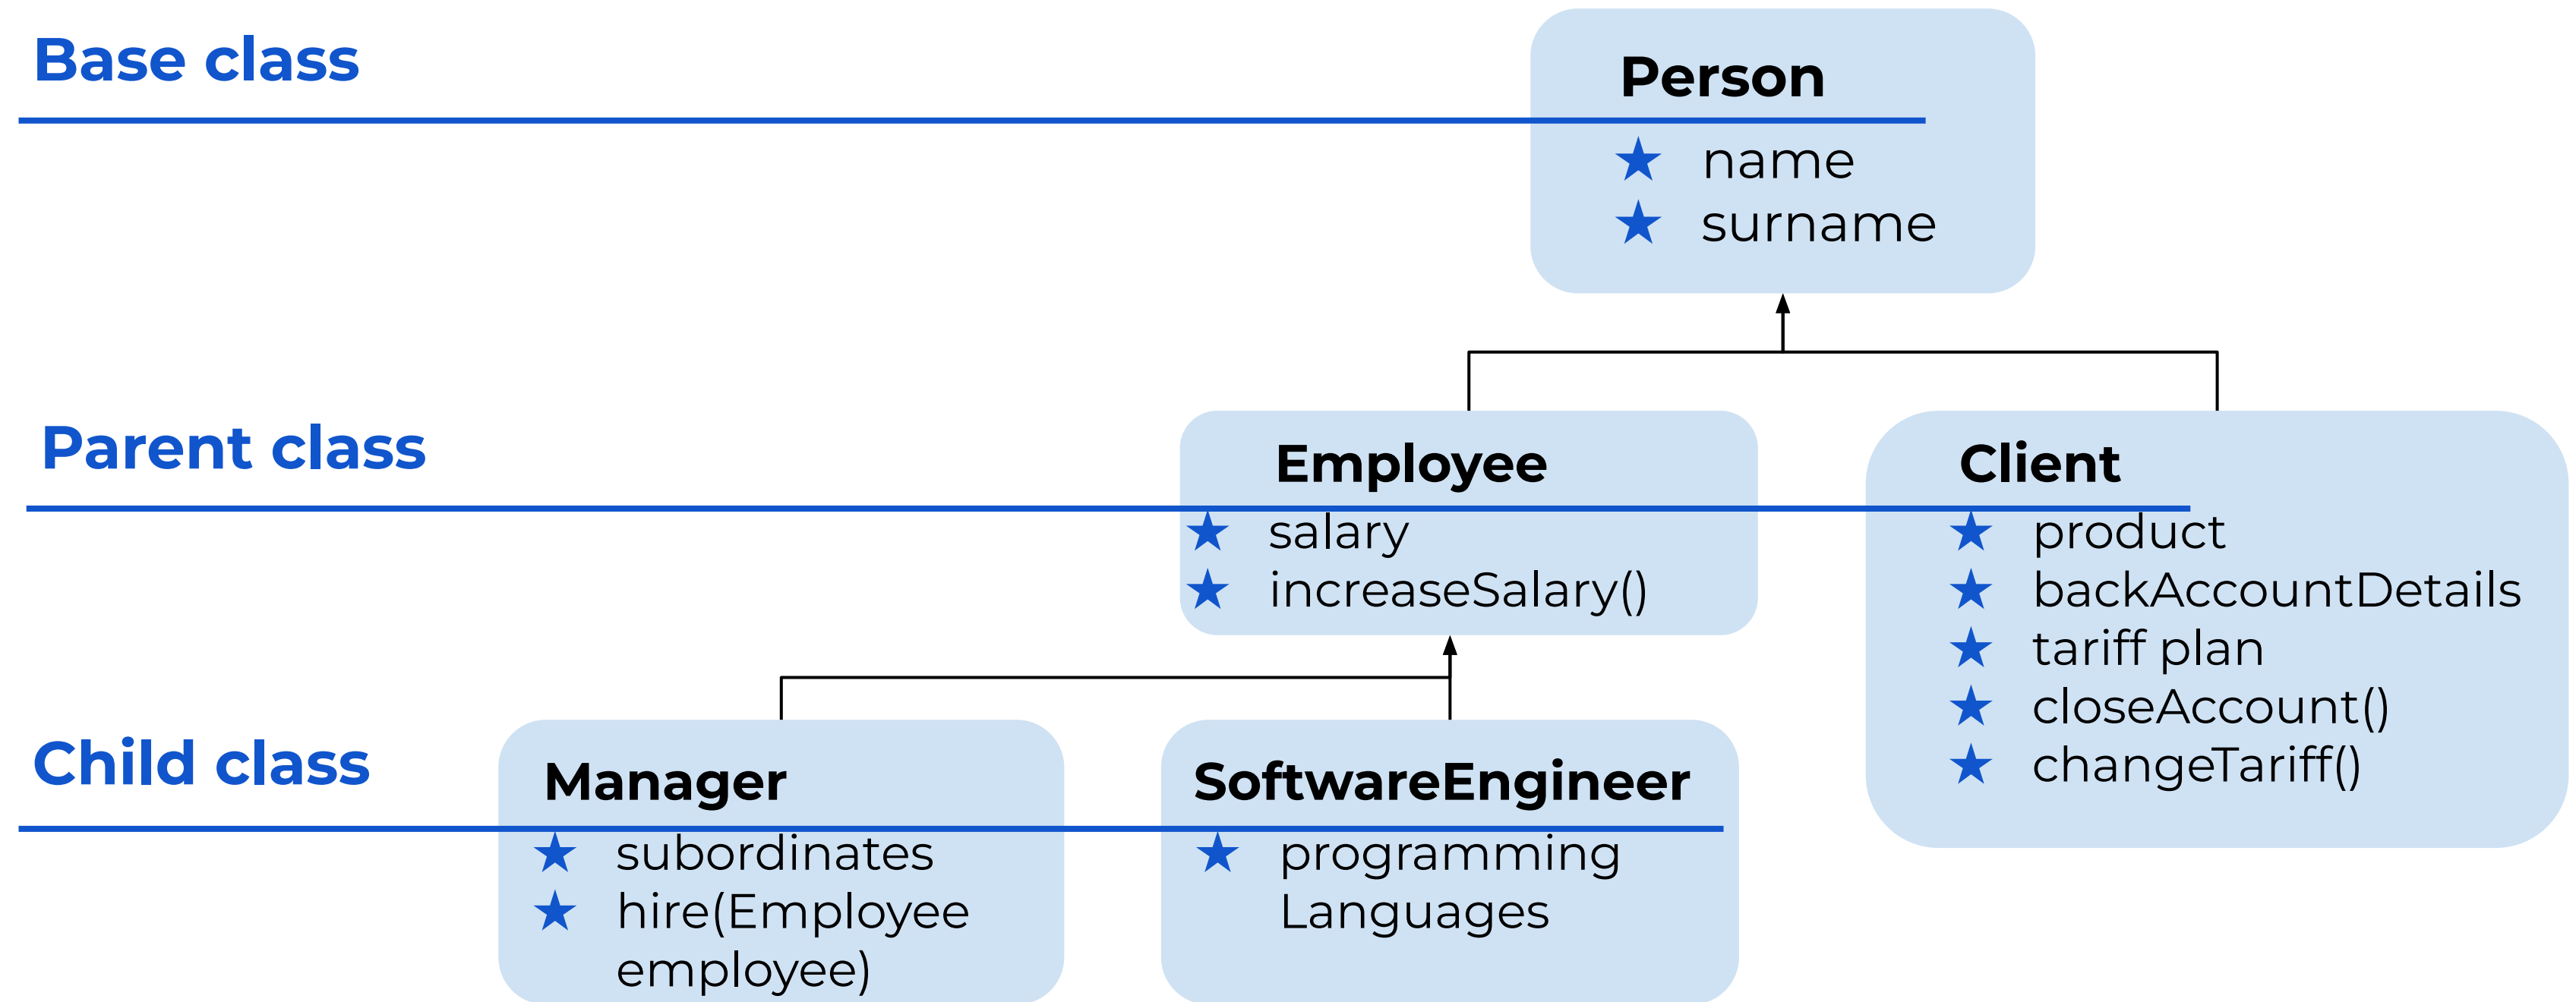 Base class
Person
name
surname
Parent class
Employee
salary
increaseSalary()
Client
product
backAccountDetails
tariff plan
closeAccount()
changeTariff()
Child class
Manager
subordinates
hire(Employee
employee)
SoftwareEngineer
programming
Languages